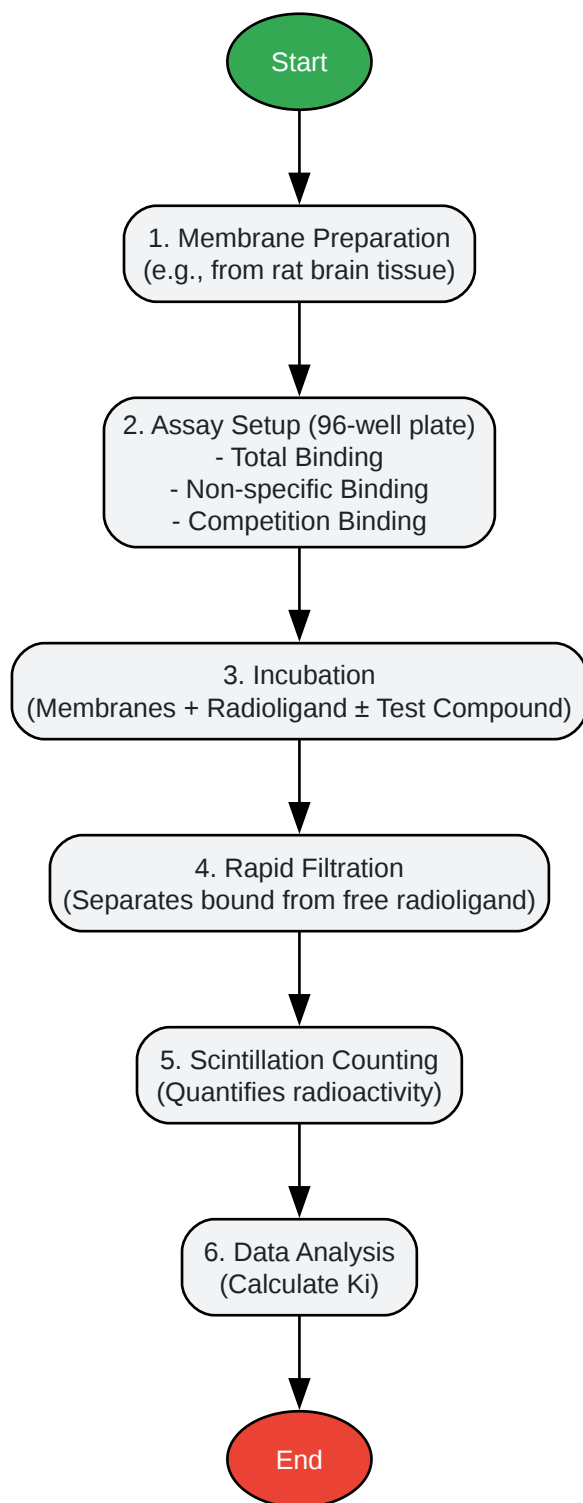 Start
1. Membrane Preparation
(e.g., from rat brain tissue)
2. Assay Setup (96-well plate)
- Total Binding
- Non-specific Binding
- Competition Binding
3. Incubation
(Membranes + Radioligand ± Test Compound)
4. Rapid Filtration
(Separates bound from free radioligand)
5. Scintillation Counting
(Quantifies radioactivity)
6. Data Analysis
(Calculate Ki)
End